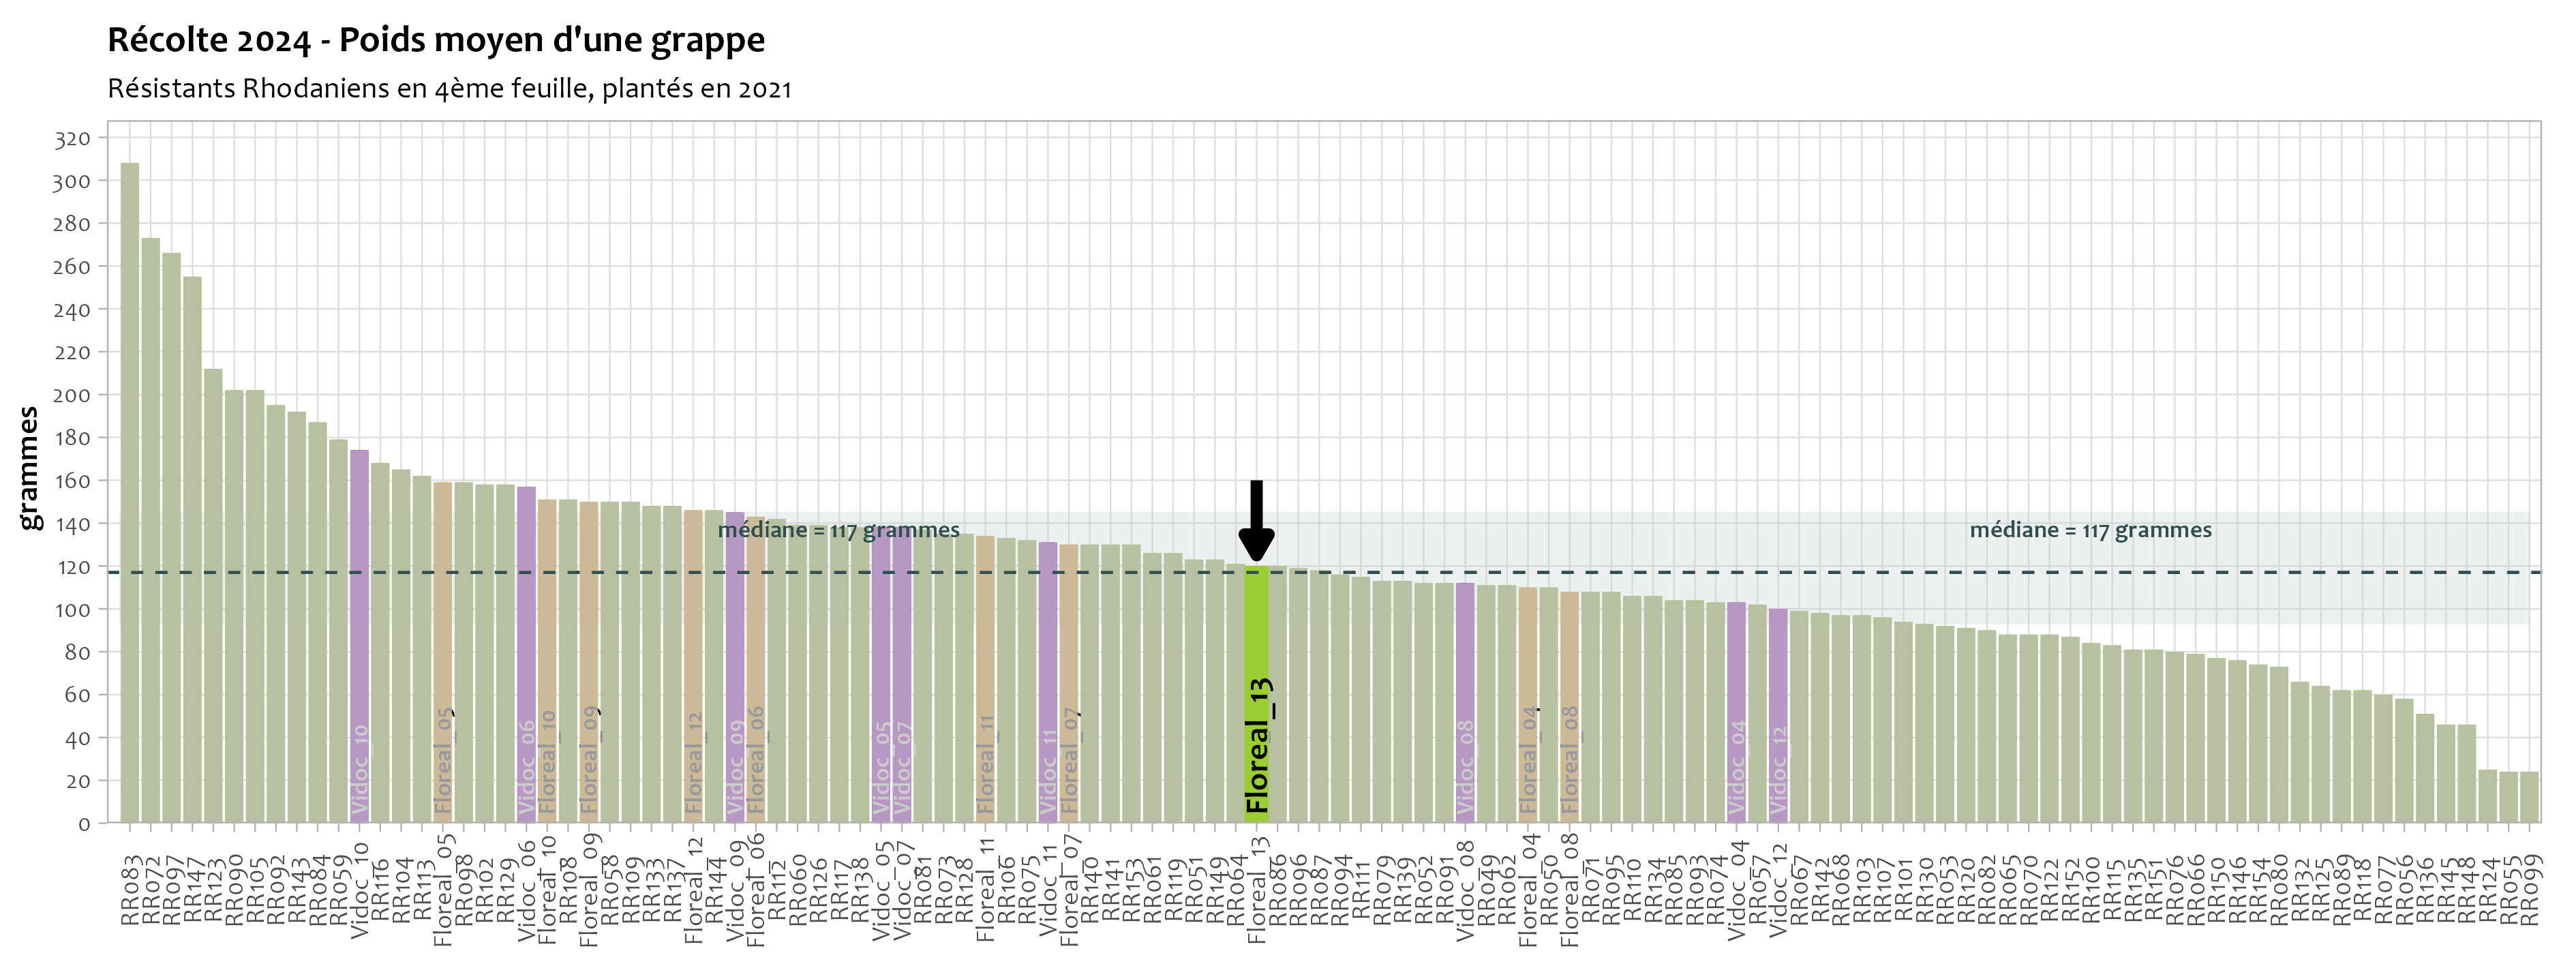 Récolte 2024 - Poids moyen d'une grappe
Résistants Rhodaniens en 4ème feuille, plantés en 2021
grammes
320
300
280
260
240
220
200
180
160
140
120
100
80
60
40
20
0
médiane = 117 grammes
médiane = 117 grammes
Vidoc_10
Floreal_05
Vidoc_06
Floreal_10
Floreal_09
Floreal_12
Vidoc_09
Floreal_06
Vidoc_05
Vidoc_07
Floreal_11
Vidoc_11
Floreal_07
Floreal_13
Vidoc_08
Floreal_04
Floreal_08
Vidoc_04
Vidoc_12
RR083
RR072
RR097
RR147
RR123
RR090
RR105
RR092
RR143
RR084
RR059
Vidoc_10
RR116
RR104
RR113
Floreal_05
RR098
RR102
RR129
Vidoc_06
Floreal_10
RR108
Floreal_09
RR058
RR109
RR133
RR137
Floreal_12
RR144
Vidoc_09
Floreal_06
RR112
RR060
RR126
RR117
RR138
Vidoc_05
Vidoc_07
RR081
RR073
RR128
Floreal_11
RR106
RR075
Vidoc_11
Floreal_07
RR140
RR141
RR153
RR061
RR119
RR051
RR149
RR064
Floreal_13
RR086
RR096
RR087
RR094
RR111
RR079
RR139
RR052
RR091
Vidoc_08
RR049
RR062
Floreal_04
RR050
Floreal_08
RR071
RR095
RR110
RR134
RR085
RR093
RR074
Vidoc_04
RR057
Vidoc_12
RR067
RR142
RR068
RR103
RR107
RR101
RR130
RR053
RR120
RR082
RR065
RR070
RR122
RR152
RR100
RR115
RR135
RR151
RR076
RR066
RR150
RR146
RR154
RR080
RR132
RR125
RR089
RR118
RR077
RR056
RR136
RR145
RR148
RR124
RR055
RR099